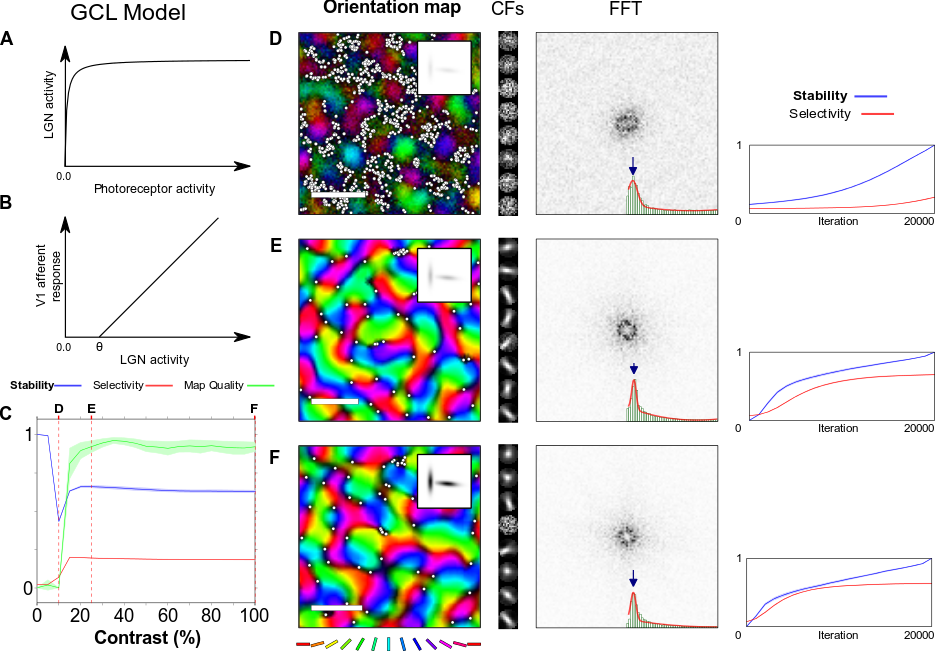 GCL Model
Orientation map
CFs
FFT
A
LGN activity
0.0
Photoreceptor activity
B
V1 afferent
response
0.0
θ
LGN activity
Stability
Selectivity
Map Quality
C
D
E
F
1
0
0
20
40
60
80
100
Contrast (%)
D
Stability
Selectivity
1
0
Iteration
20000
E
1
0
Iteration
20000
F
1
0
Iteration
20000